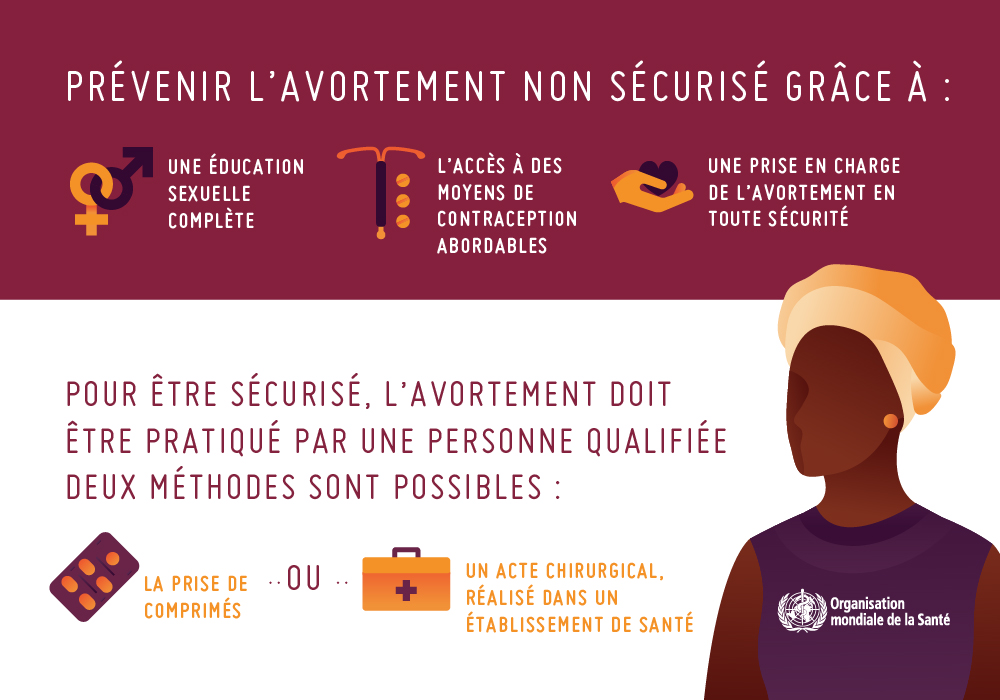 PRÉVENIR L'AVORTEMENT NON SÉCURISÉ GRÂCE À :
UNE ÉDUCATION
SEXUELLE
COMPLÈTE
L'ACCÈS À DES
MOYENS DE
CONTRACEPTION
ABORDABLES
UNE PRISE EN CHARGE
DE L'AVORTEMENT EN
TOUTE SÉCURITÉ
POUR ÊTRE SÉCURISÉ, L'AVORTEMENT DOIT
ÊTRE PRATIQUÉ PAR UNE PERSONNE QUALIFIÉE
DEUX MÉTHODES SONT POSSIBLES :
LA PRISE DE
COMPRIMÉS
··OU··
UN ACTE CHIRURGICAL,
RÉALISÉ DANS UN
ÉTABLISSEMENT DE SANTÉ
Organisation
mondiale de la Santé